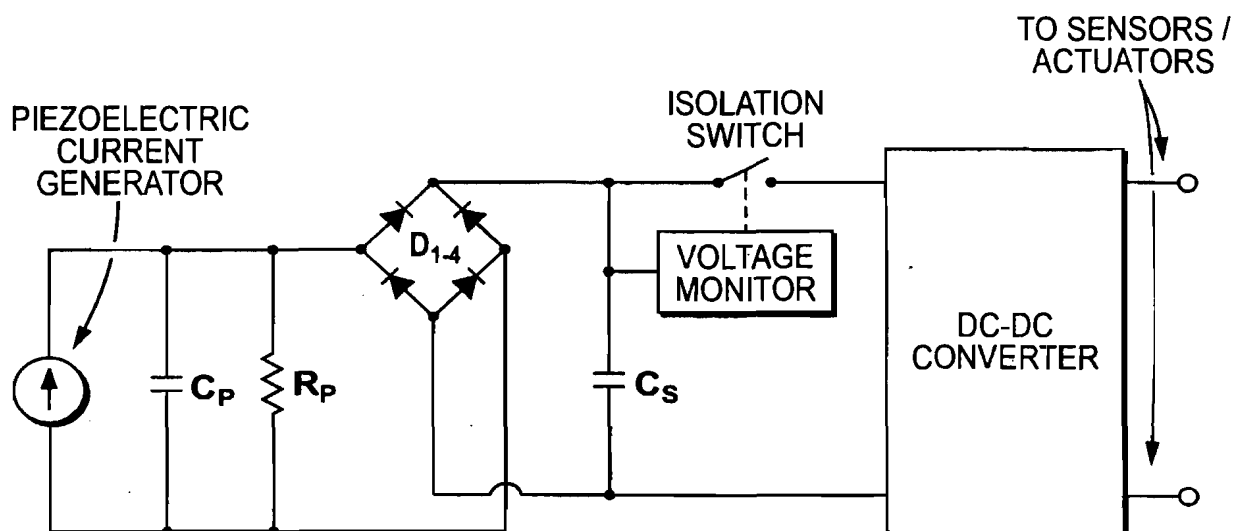 TO SENSORS /
ACTUATORS
PIEZOELECTRIC
CURRENT
GENERATOR
ISOLATION
SWITCH
D1-4
VOLTAGE
MONITOR
DC-DC
CONVERTER
CP
RP
CS